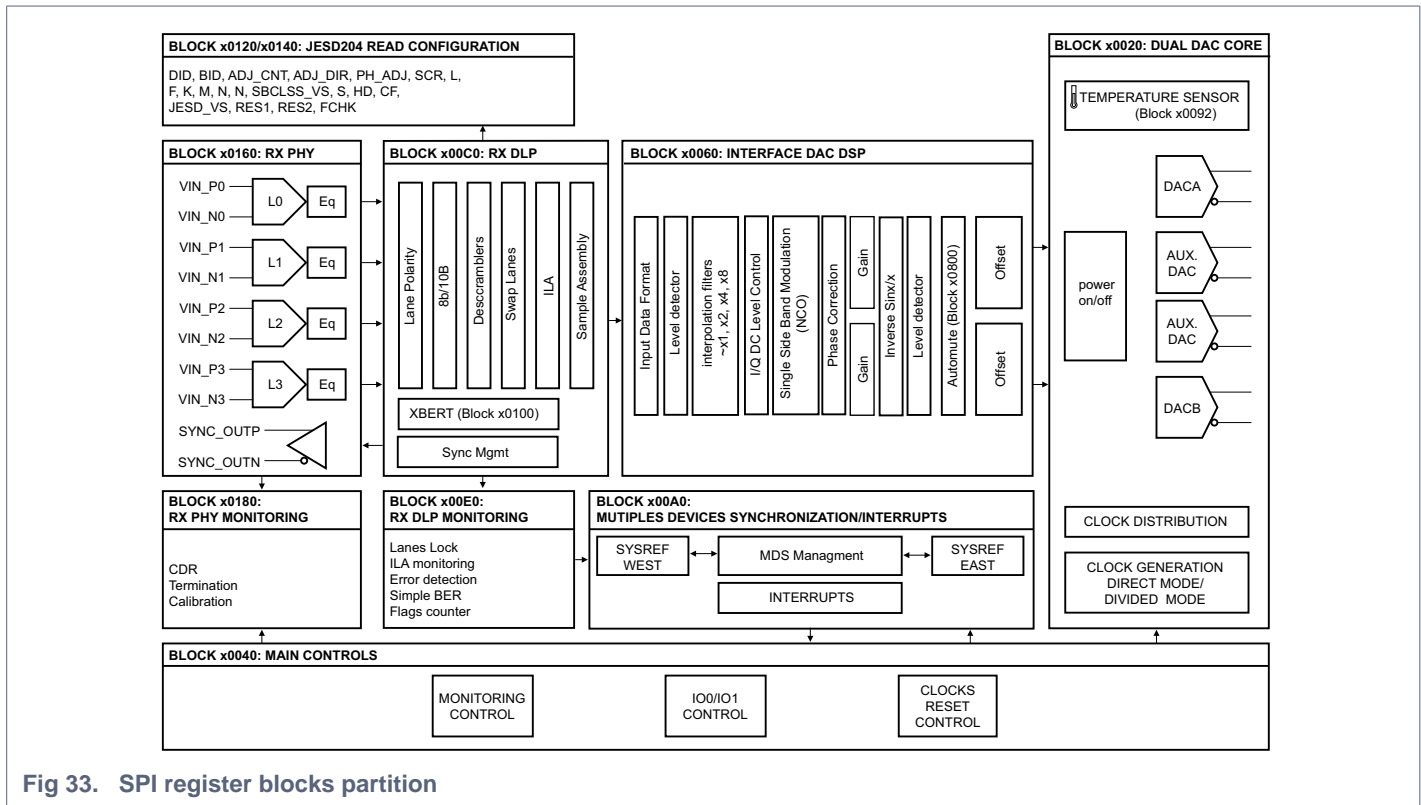 BLOCK x0120/x0140: JESD204 READ CONFIGURATION
DID, BID, ADJ_CNT, ADJ_DIR, PH_ADJ, SCR, L,
F, K, M, N, N, SBCLSS_VS, S, HD, CF,
JESD_VS, RES1, RES2, FCHK
BLOCK x0160: RX PHY
VIN_P0
VIN_N0
L0
Eq
VIN_P1
VIN_N1
L1
Eq
VIN_P2
VIN_N2
L2
Eq
VIN_P3
VIN_N3
L3
Eq
SYNC_OUTP
SYNC_OUTN
BLOCK x00C0: RX DLP
Lane Polarity
8b/10B
Desccramblers
Swap Lanes
ILA
Sample Assembly
XBERT (Block x0100)
Sync Mgmt
BLOCK x0060: INTERFACE DAC DSP
Input Data Format
Level detector
interpolation filters
~x1, x2, x4, x8
I/Q DC Level Control
Single Side Band Modulation
(NCO)
Phase Correction
Gain
Gain
Inverse Sinx/x
Level detector
Automute (Block x0800)
Offset
Offset
BLOCK x0020: DUAL DAC CORE
TEMPERATURE SENSOR
(Block x0092)
power
on/off
DACA
AUX.
DAC
AUX.
DAC
DACB
CLOCK DISTRIBUTION
CLOCK GENERATION
DIRECT MODE/
DIVIDED MODE
BLOCK x0180:
RX PHY MONITORING
CDR
Termination
Calibration
BLOCK x00E0:
RX DLP MONITORING
Lanes Lock
ILA monitoring
Error detection
Simple BER
Flags counter
BLOCK x00A0:
MUTIPLES DEVICES SYNCHRONIZATION/INTERRUPTS
SYSREF
WEST
MDS Managment
SYSREF
EAST
INTERRUPTS
BLOCK x0040: MAIN CONTROLS
MONITORING
CONTROL
IO0/IO1
CONTROL
CLOCKS
RESET
CONTROL
Fig 33. SPI register blocks partition